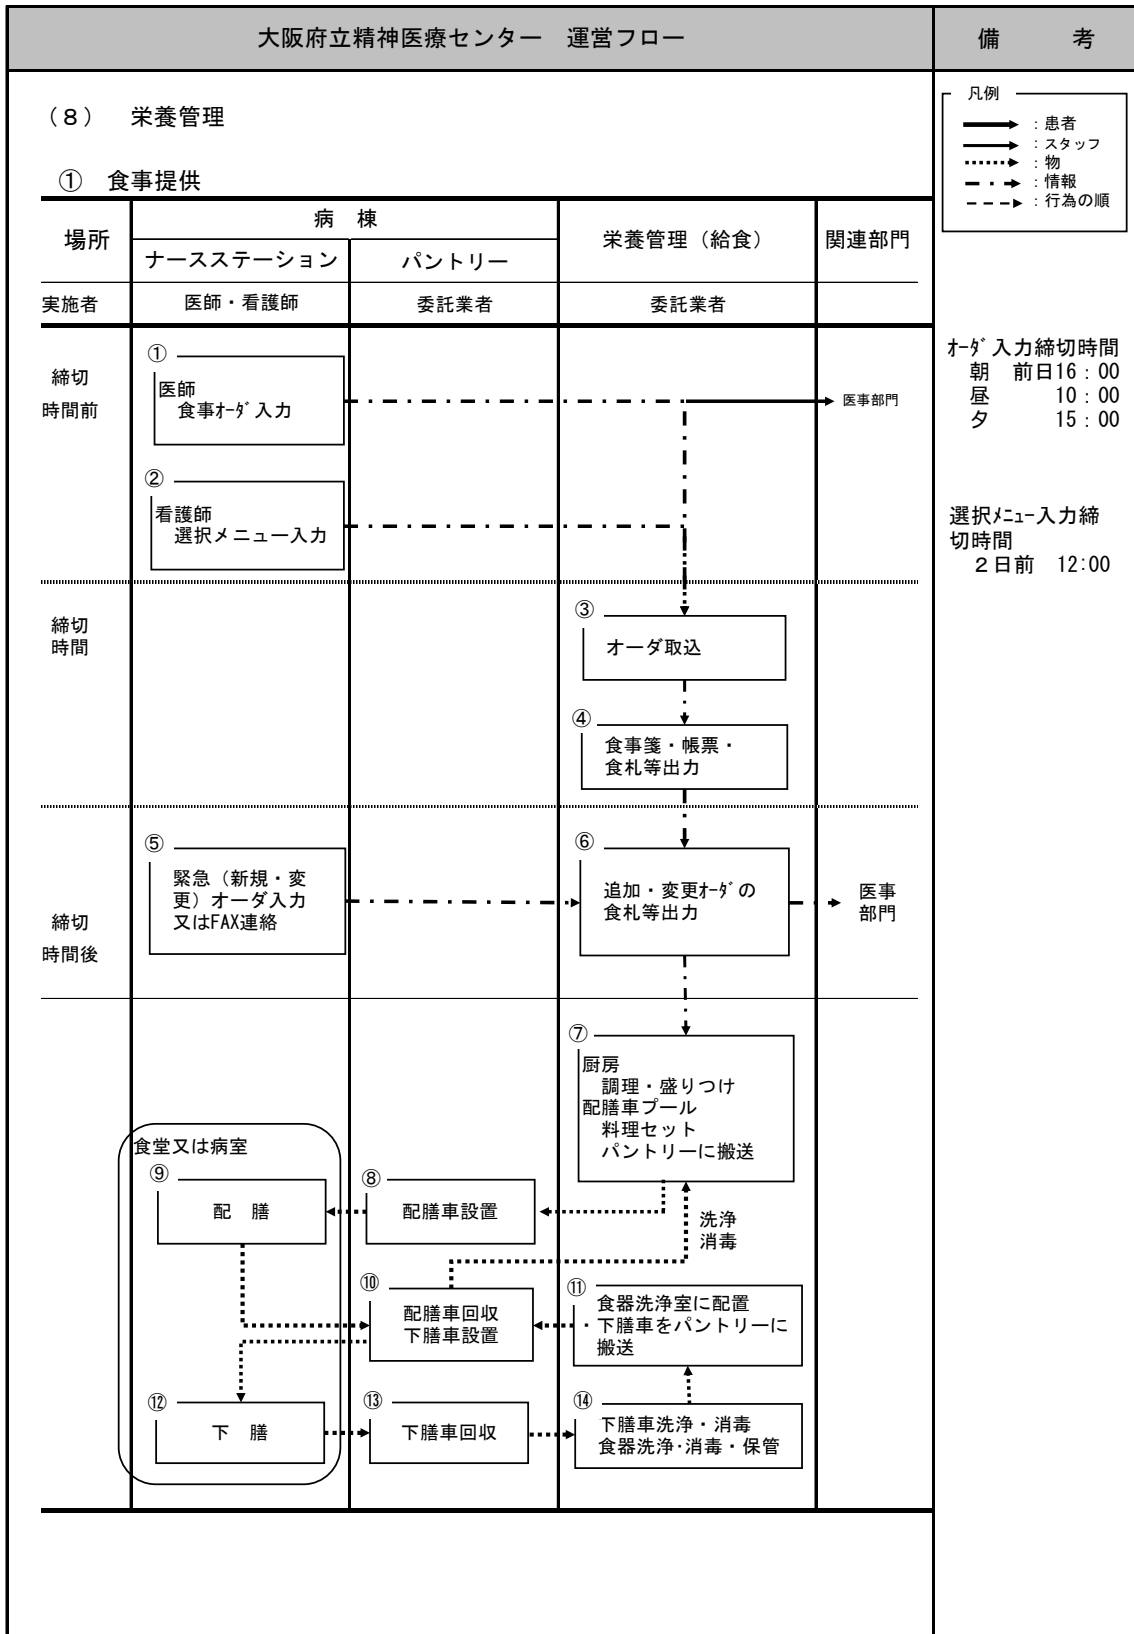 大阪府立精神医療センター　運営フロー
備　　考
（８）　栄養管理
①　食事提供
凡例
：患者
：スタッフ
：物
：情報
：行為の順
場所
病　棟
栄養管理（給食）
関連部門
ナースステーション
パントリー
実施者
医師・看護師
委託業者
委託業者
締切
時間前
①
医師
食事ｵｰﾀﾞ入力
医事部門
ｵｰﾀﾞ入力締切時間
朝　前日16：00
昼　10：00
夕　15：00
②
看護師
選択メニュー入力
選択ﾒﾆｭｰ入力締
切時間
２日前　12:00
締切
時間
③
オーダ取込
④
食事箋・帳票・
食札等出力
締切
時間後
⑤
緊急（新規・変
更）オーダ入力
又はFAX連絡
⑥
追加・変更ｵｰﾀﾞの
食札等出力
医事
部門
⑦
厨房
調理・盛りつけ
配膳車プール
料理セット
パントリーに搬送
食堂又は病室
⑨
配　膳
⑧
配膳車設置
洗浄
消毒
⑩
配膳車回収
下膳車設置
⑪
食器洗浄室に配置
・下膳車をパントリーに
搬送
⑫
下　膳
⑬
下膳車回収
⑭
下膳車洗浄・消毒
食器洗浄・消毒・保管